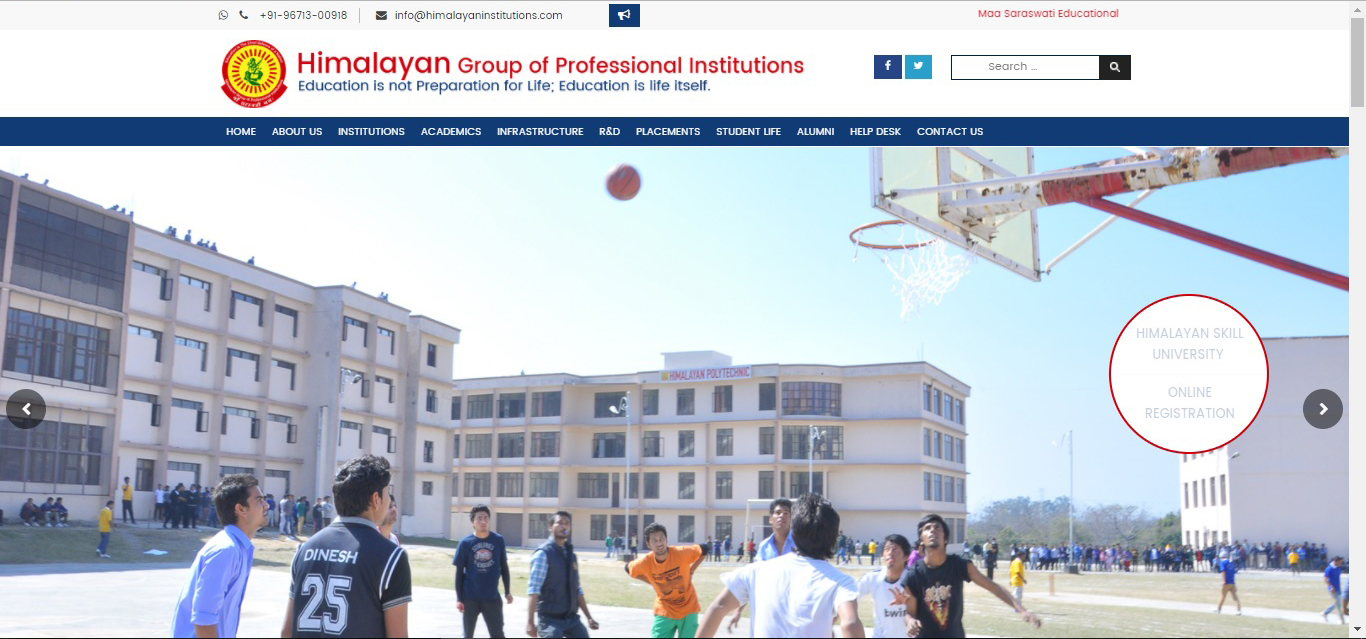 +91-96713-00918
info@himalayaninstitutions.com
Maa Saraswati Educational
Himalayan Group of Professional Institutions
Education is not Preparation for Life; Education is life itself.
Search ...
HOME ABOUT US INSTITUTIONS ACADEMICS INFRASTRUCTURE R&D PLACEMENTS STUDENT LIFE ALUMNI HELP DESK CONTACT US
HIMALAYAN POLYTECHNIC
HIMALAYAN SKILL
UNIVERSITY
ONLINE
REGISTRATION
DINESH
25